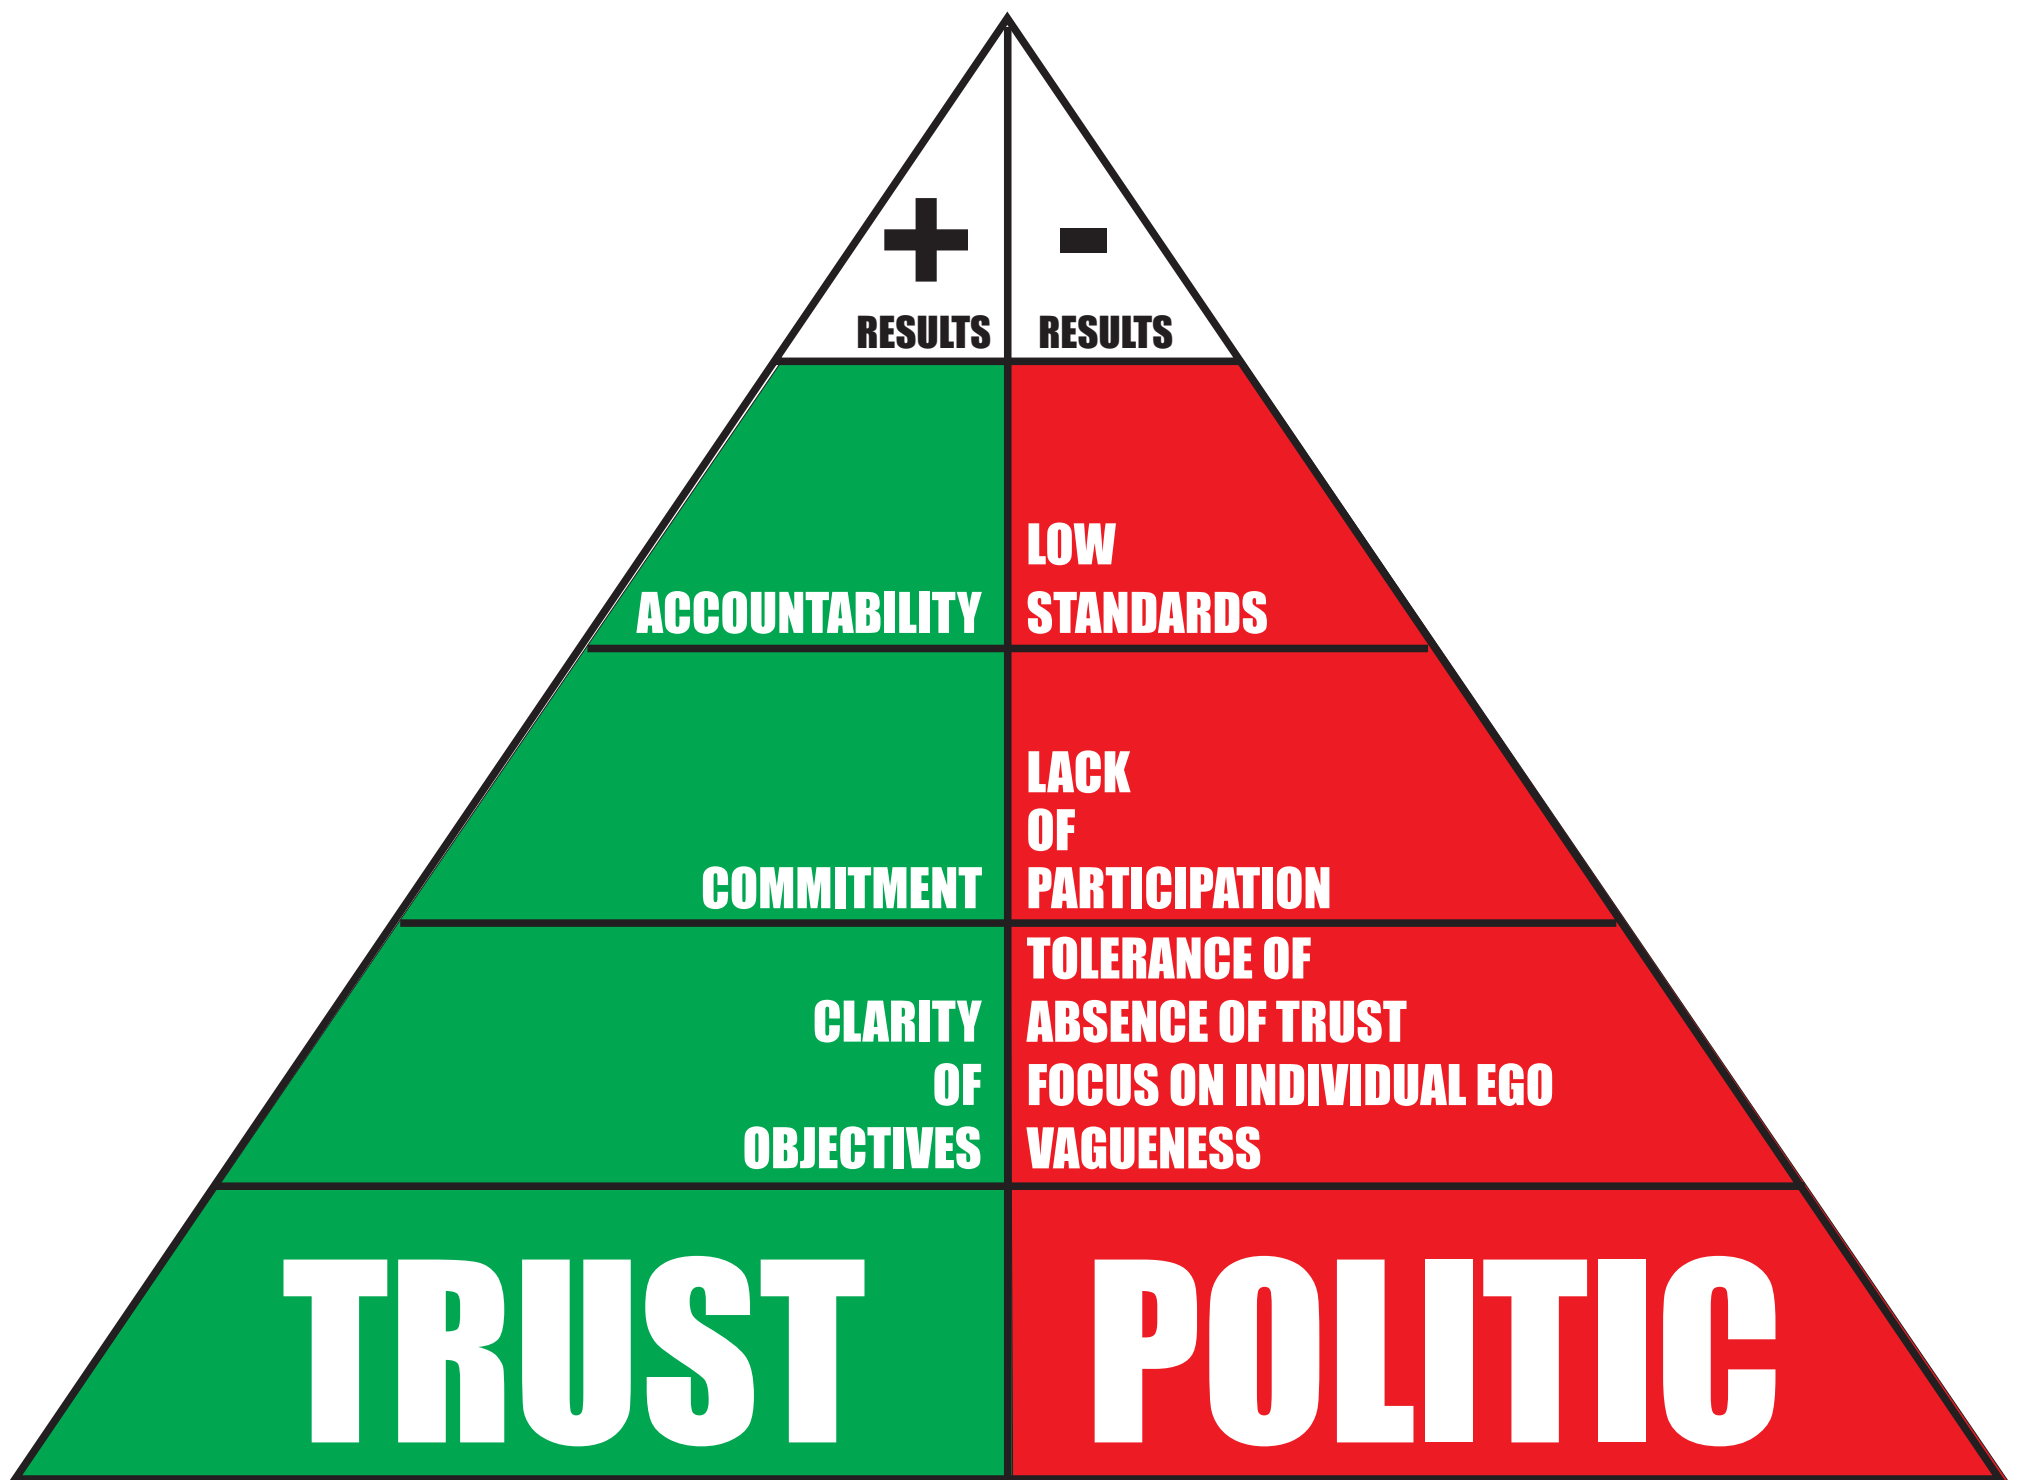 +
-
RESULTS
RESULTS
ACCOUNTABILITY
LOW
STANDARDS
COMMITMENT
LACK
OF
PARTICIPATION
CLARITY
OF
OBJECTIVES
TOLERANCE OF
ABSENCE OF TRUST
FOCUS ON INDIVIDUAL EGO
VAGUENESS
TRUST
POLITIC